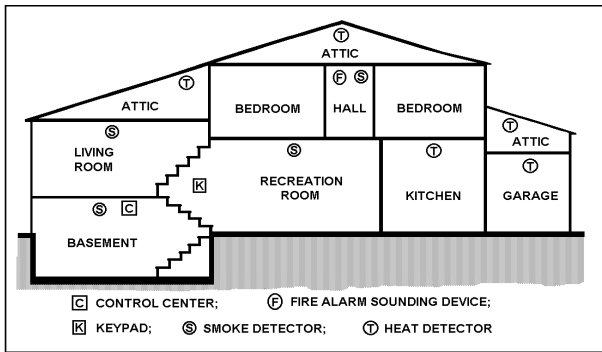 T
ATTIC
T
ATTIC
BEDROOM
F S
HALL
BEDROOM
T
ATTIC
S
LIVING
ROOM
S
RECREATION
ROOM
T
KITCHEN
T
GARAGE
K
S C
BASEMENT
C CONTROL CENTER; F FIRE ALARM SOUNDING DEVICE;
K KEYPAD; S SMOKE DETECTOR; T HEAT DETECTOR